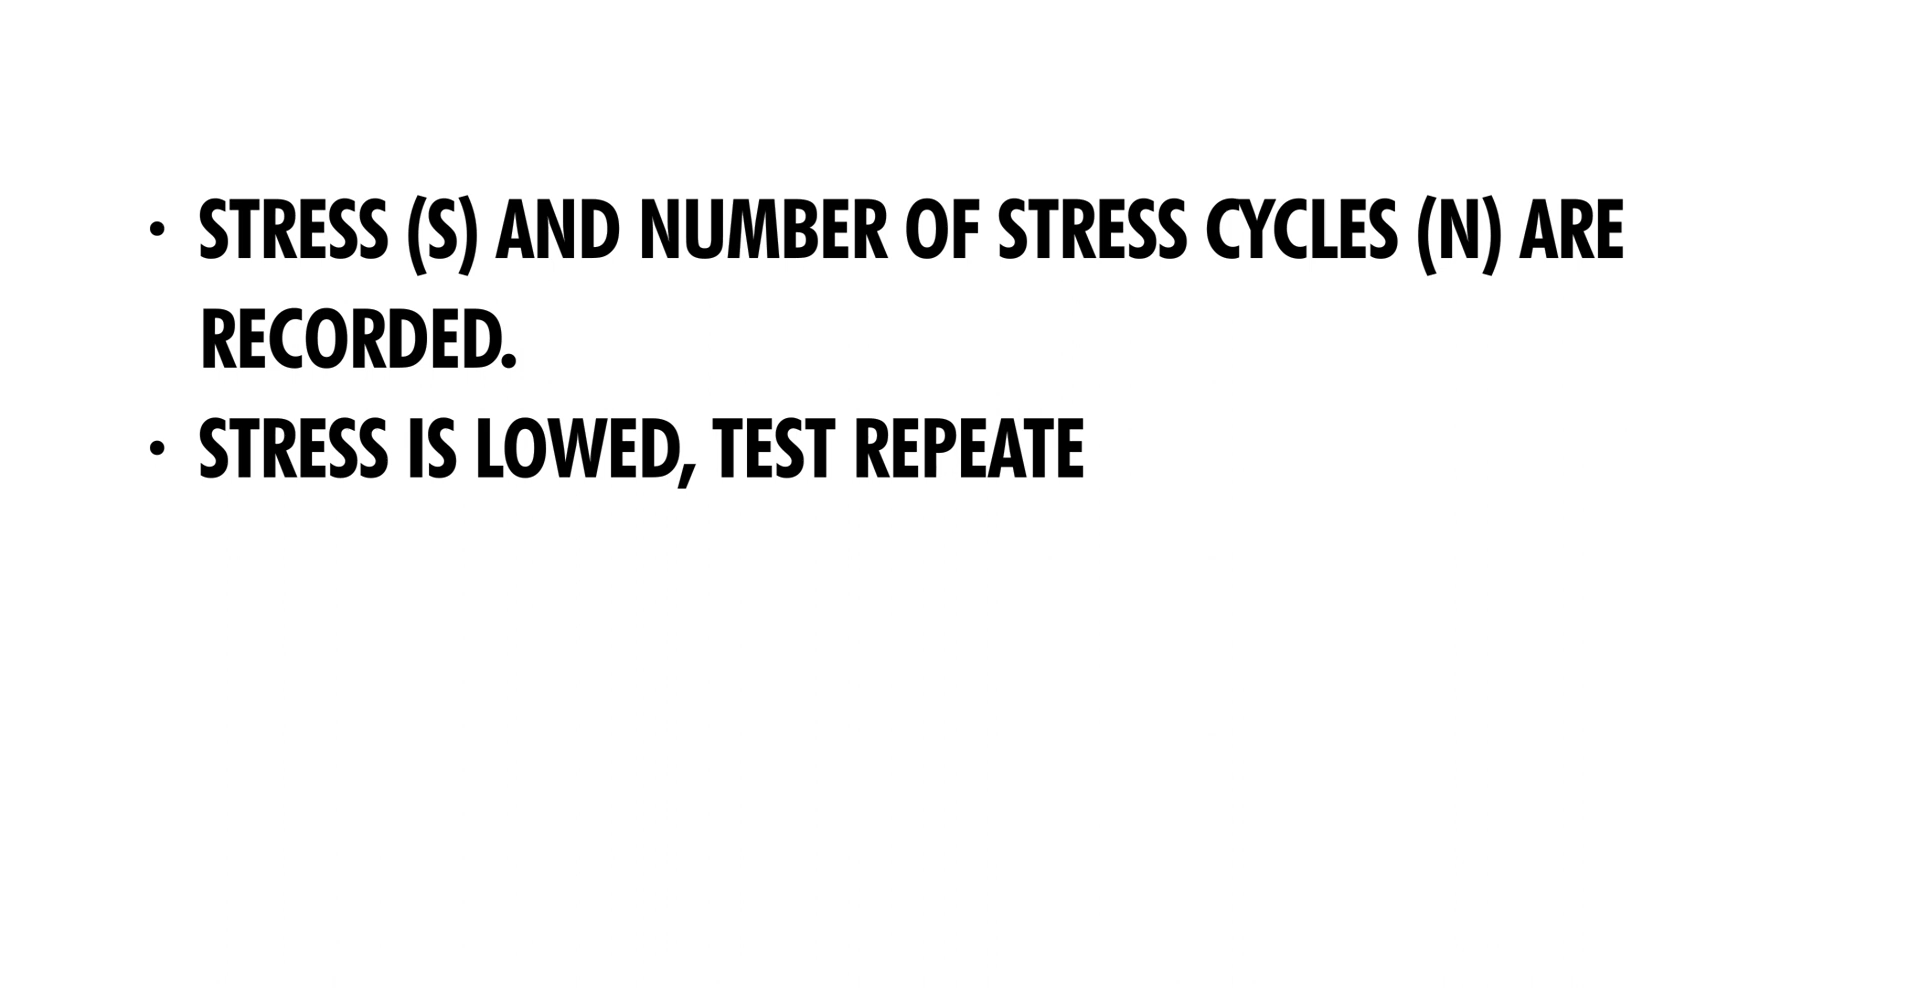 • STRESS (S) AND NUMBER OF STRESS CYCLES (N) ARE
RECORDED.
• STRESS IS LOWED, TEST REPEATE